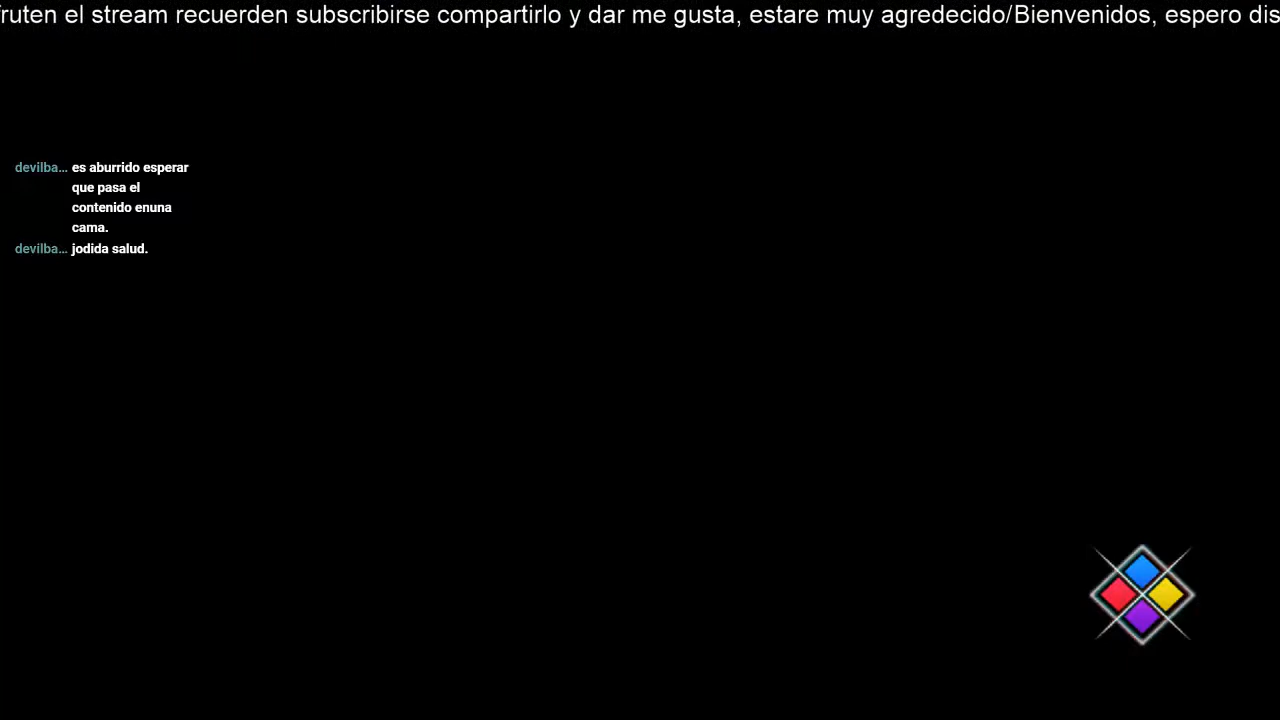 ruten el stream recuerden subscribirse compartirlo y dar me gusta, estare muy agredecido/Bienvenidos, espero dis
devilba... es aburrido esperar
que pasa el
contenido enuna
cama.
devilba... jodida salud.